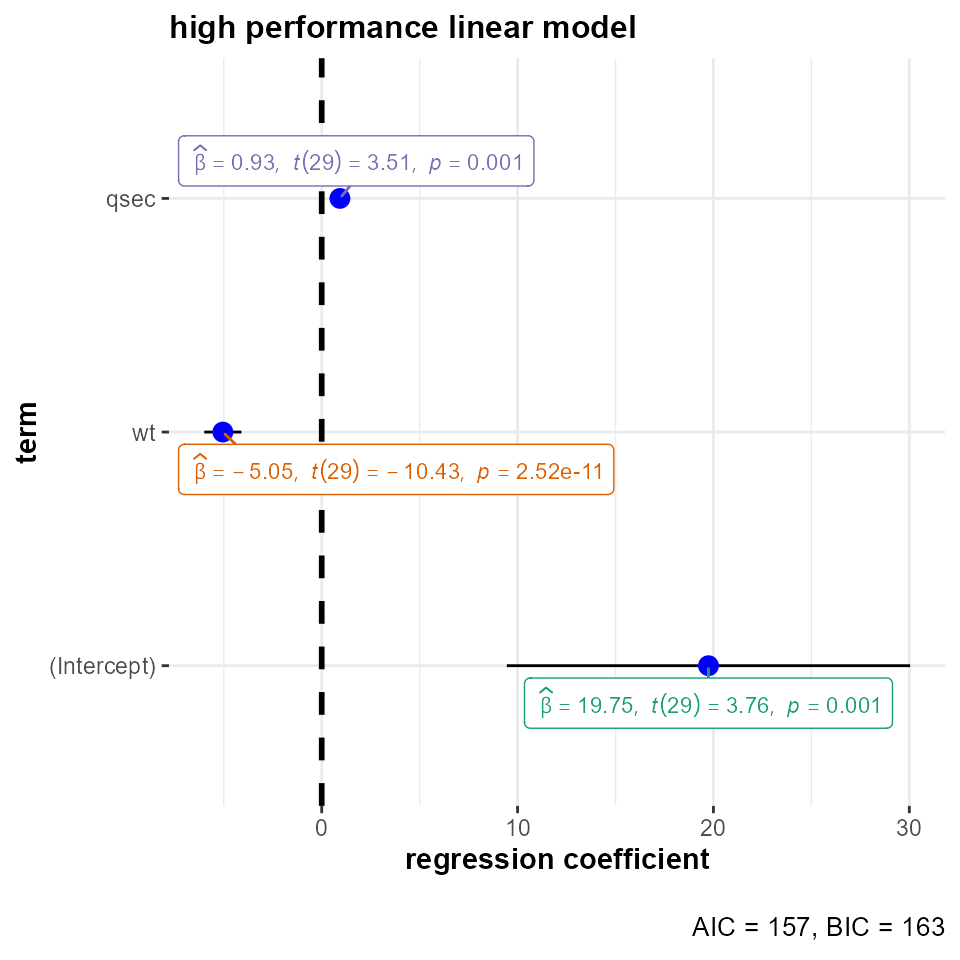 high performance linear model
β̂ = 0.93, t(29) = 3.51, p = 0.001
qsec
term
wt
β̂ = − 5.05, t(29) = − 10.43, p = 2.52e-11
(Intercept)
β̂ = 19.75, t(29) = 3.76, p = 0.001
0 10 20 30
regression coefficient
AIC = 157, BIC = 163